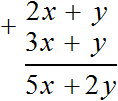 2x + y
+ 3x + y
5x + 2y